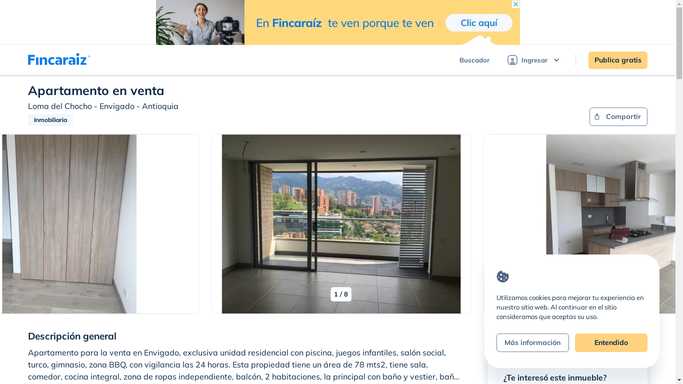 En Fincaraíz te ven porque te ven
Clic aquí
Fincaraiz
Buscador
Ingresar
Publica gratis
Apartamento en venta
Loma del Chocho - Envigado - Antioquia
Inmobiliaria
Compartir
1 / 8
Utilizamos cookies para mejorar tu experiencia en
nuestro sitio web. Al continuar en el sitio
consideramos que aceptas su uso.
Más información
Entendido
Descripción general
Apartamento para la venta en Envigado, exclusiva unidad residencial con piscina, juegos infantiles, salón social,
turco, gimnasio, zona BBQ, con vigilancia las 24 horas. Esta propiedad tiene un área de 78 mts2, tiene sala,
comedor, cocina integral, zona de ropas independiente, balcón, 2 habitaciones, la principal con baño y vestier, bañ...
¿Te interesó este inmueble?